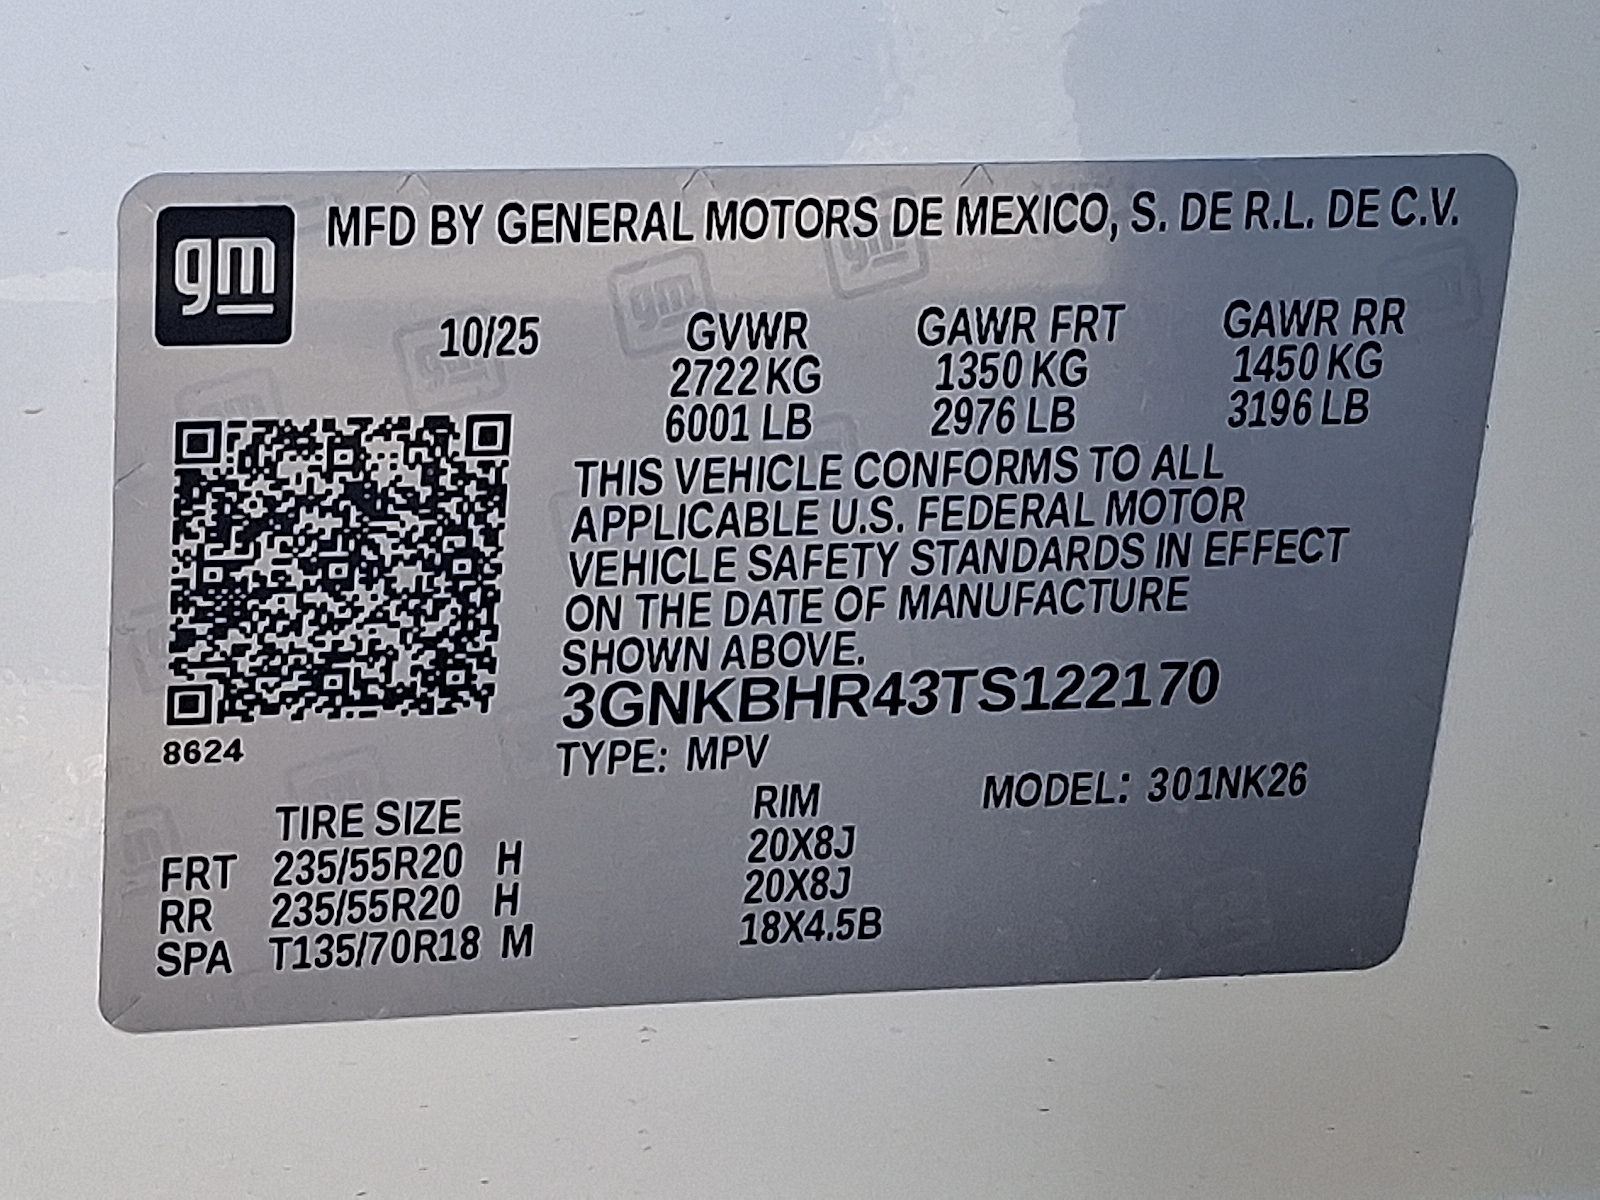 gm MFD BY GENERAL MOTORS DE MEXICO, S. DE R.L. DE C.V.
10/25 GVWR GAWR FRT GAWR RR
2722 KG 1350 KG 1450 KG
6001 LB 2976 LB 3196 LB
THIS VEHICLE CONFORMS TO ALL
APPLICABLE U.S. FEDERAL MOTOR
VEHICLE SAFETY STANDARDS IN EFFECT
ON THE DATE OF MANUFACTURE
SHOWN ABOVE.
3GNKBHR43TS122170
8624
TYPE: MPV MODEL: 301NK26
TIRE SIZE RIM
FRT 235/55R20 H 20X8J
RR 235/55R20 H 20X8J
SPA T135/70R18 M 18X4.5B